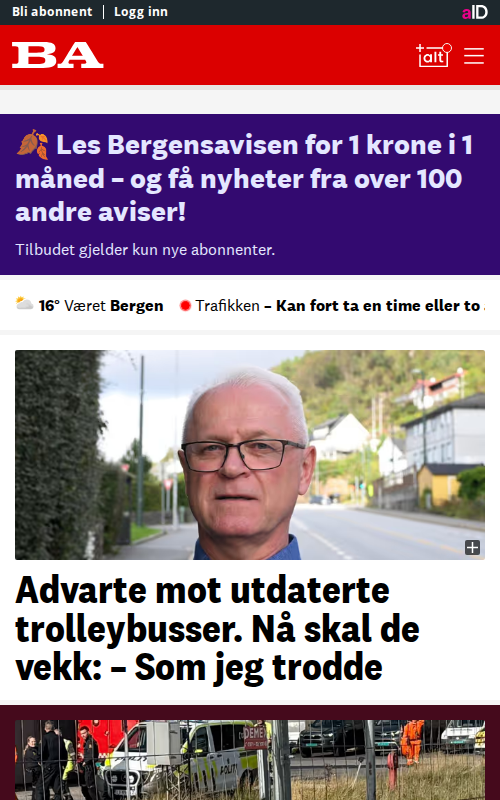 Bli abonnent | Logg inn
aID
BA
+alt
Les Bergensavisen for 1 krone i 1
måned – og få nyheter fra over 100
andre aviser!
Tilbudet gjelder kun nye abonnenter.
16° Været Bergen Trafikken – Kan fort ta en time eller to
Advarte mot utdaterte
trolleybusser. Nå skal de
vekk: – Som jeg trodde
POLITI